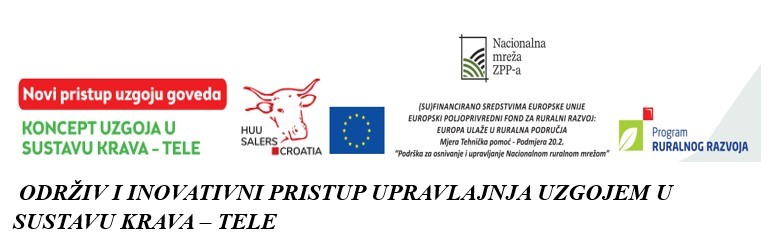 Nacionalna
mreža
ZPP-a
Novi pristup uzgoju goveda
KONCEPT UZGOJA U
SUSTAVU KRAVA – TELE
HUU
SALERS
CROATIA
(SU)FINANCIRANO SREDSTVIMA EUROPSKE UNIJE
EUROPSKI POLJOPRIVREDNI FOND ZA RURALNI RAZVOJ:
EUROPA ULAŽE U RURALNA PODRUČJA
Mjera Tehnička pomoć - Podmjera 20.2.
"Podrška za osnivanje i upravljanje Nacionalnom ruralnom mrežom"
Program
RURALNOG RAZVOJA
ODRŽIV I INOVATIVNI PRISTUP UPRAVLAJNJA UZGOJEM U
SUSTAVU KRAVA – TELE